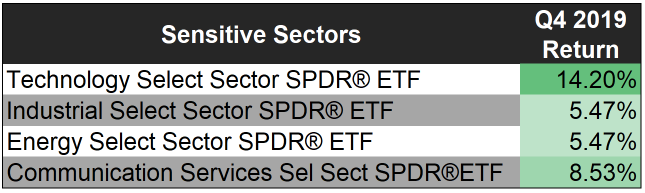 Sensitive Sectors Q4 2019 Return
Technology Select Sector SPDR® ETF 14.20%
Industrial Select Sector SPDR® ETF 5.47%
Energy Select Sector SPDR® ETF 5.47%
Communication Services Sel Sect SPDR®ETF 8.53%